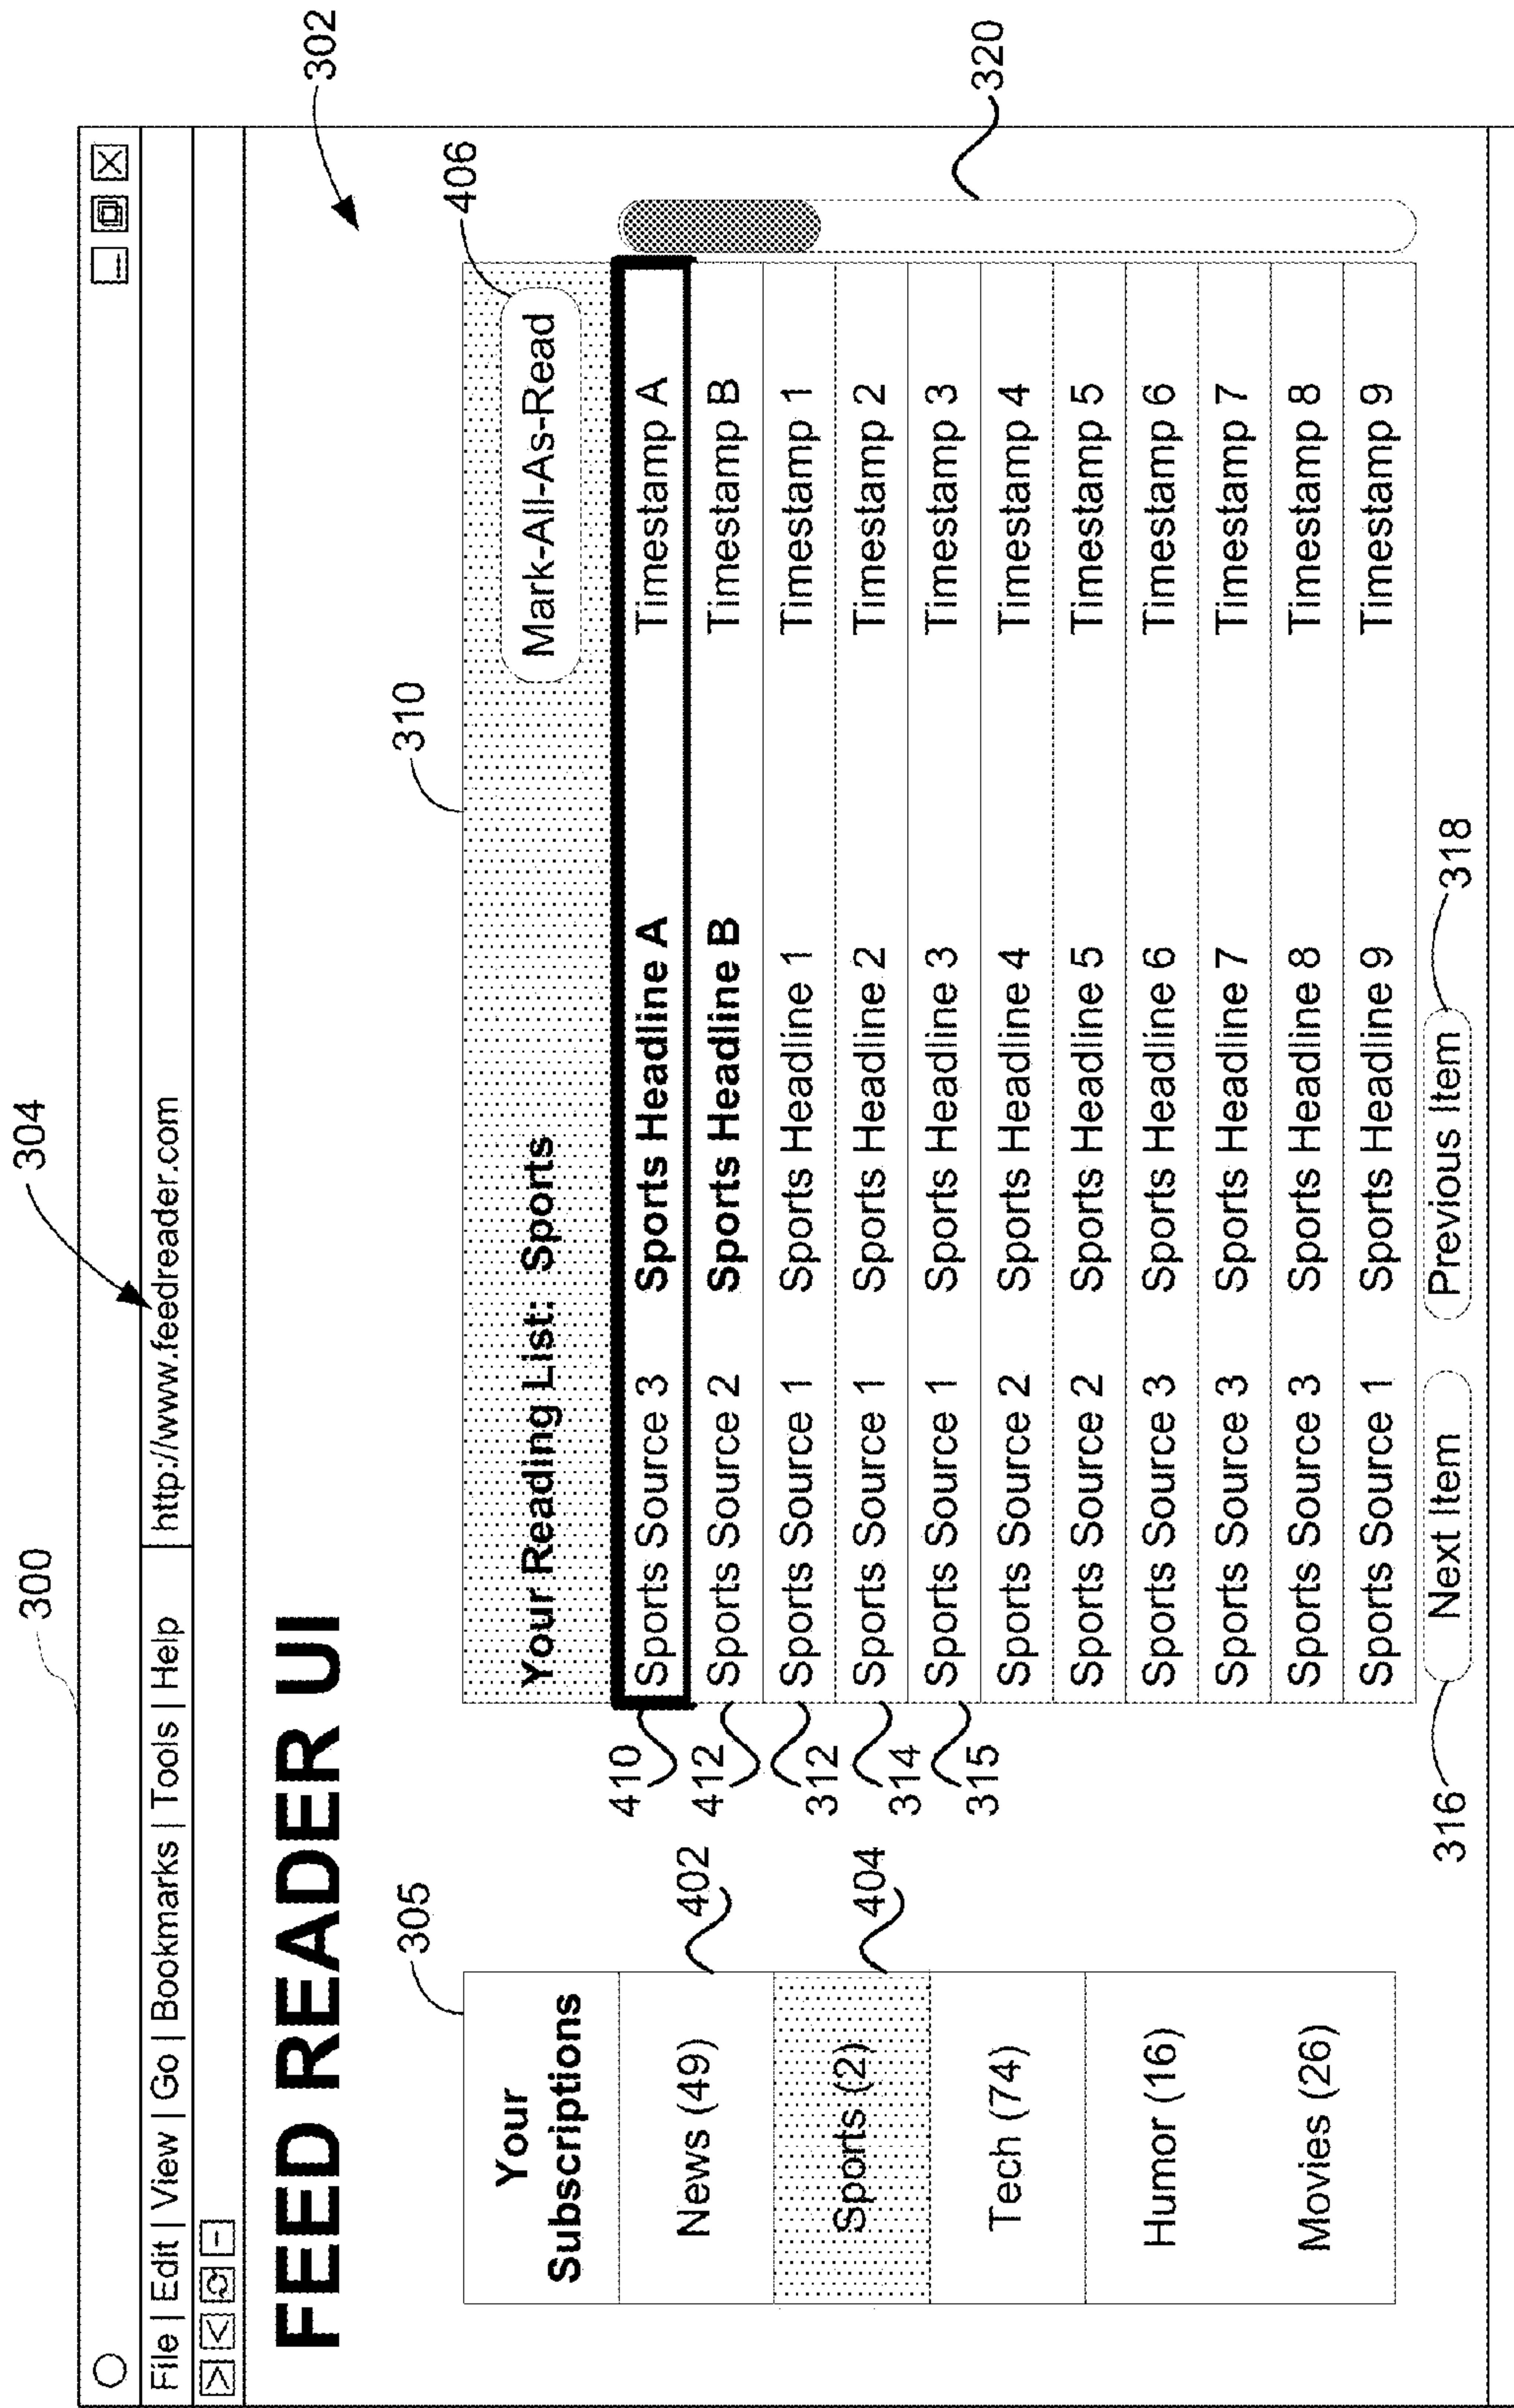 300
304
302
File | Edit | View | Go | Bookmarks | Tools | Help
http://www.feedreader.com
FEED READER UI
305
310
406
Your
Subscriptions
News (49)
Sports (2)
Tech (74)
Humor (16)
Movies (26)
402
404
Your Reading List: Sports
Mark-All-As-Read
410
Sports Source 3 Sports Headline A Timestamp A
412
Sports Source 2 Sports Headline B Timestamp B
312
Sports Source 1 Sports Headline 1 Timestamp 1
314
Sports Source 1 Sports Headline 2 Timestamp 2
315
Sports Source 1 Sports Headline 3 Timestamp 3
Sports Source 2 Sports Headline 4 Timestamp 4
Sports Source 2 Sports Headline 5 Timestamp 5
Sports Source 3 Sports Headline 6 Timestamp 6
Sports Source 3 Sports Headline 7 Timestamp 7
Sports Source 3 Sports Headline 8 Timestamp 8
Sports Source 1 Sports Headline 9 Timestamp 9
320
316
Next Item
Previous Item
318